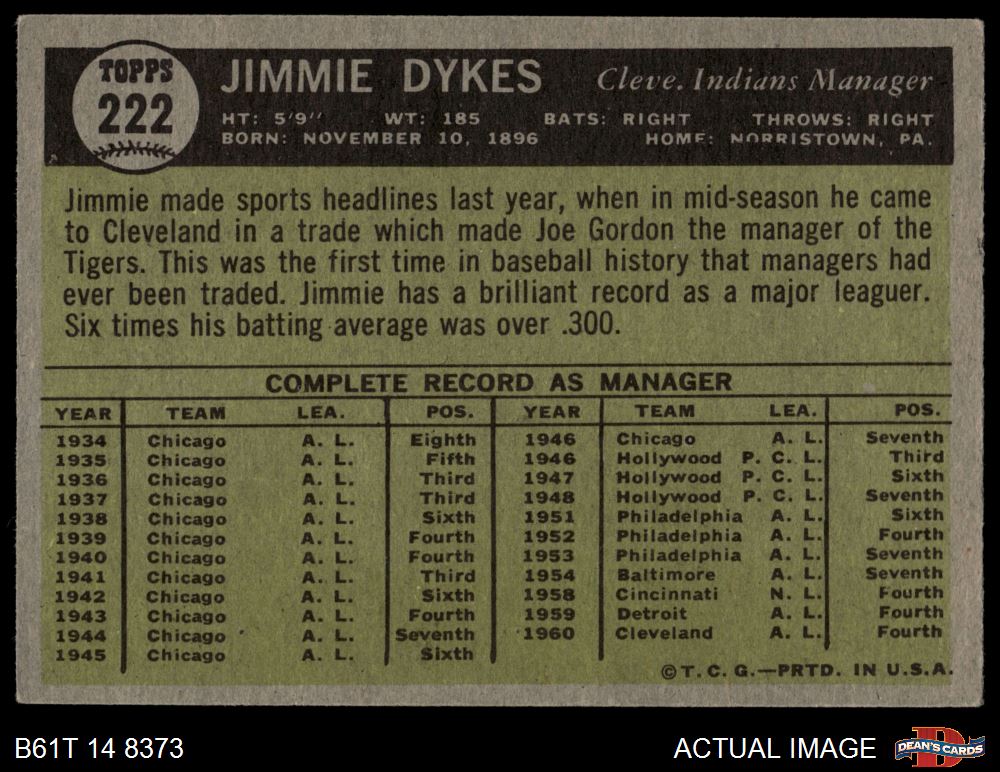 TOPPS
222
JIMMIE DYKES Cleve. Indians Manager
HT: 5'9'' WT: 185 BATS: RIGHT THROWS: RIGHT
BORN: NOVEMBER 10, 1896 HOME: NORRISTOWN, PA.
Jimmie made sports headlines last year, when in mid-season he came
to Cleveland in a trade which made Joe Gordon the manager of the
Tigers. This was the first time in baseball history that managers had
ever been traded. Jimmie has a brilliant record as a major leaguer.
Six times his batting average was over .300.
COMPLETE RECORD AS MANAGER
YEAR TEAM LEA. POS. YEAR TEAM LEA. POS.
1934 Chicago A. L. Eighth 1946 Chicago A. L. Seventh
1935 Chicago A. L. Fifth 1946 Hollywood P. C. L. Third
1936 Chicago A. L. Third 1947 Hollywood P. C. L. Sixth
1937 Chicago A. L. Third 1948 Hollywood P. C. L. Seventh
1938 Chicago A. L. Sixth 1951 Philadelphia A. L. Sixth
1939 Chicago A. L. Fourth 1952 Philadelphia A. L. Fourth
1940 Chicago A. L. Fourth 1953 Philadelphia A. L. Seventh
1941 Chicago A. L. Third 1954 Baltimore A. L. Seventh
1942 Chicago A. L. Sixth 1958 Cincinnati N. L. Fourth
1943 Chicago A. L. Fourth 1959 Detroit A. L. Fourth
1944 Chicago A. L. Seventh 1960 Cleveland A. L. Fourth
1945 Chicago A. L. Sixth
©T. C. G.—PRTD. IN U.S.A.
B61T 14 8373 ACTUAL IMAGE D DEAN'S CARDS